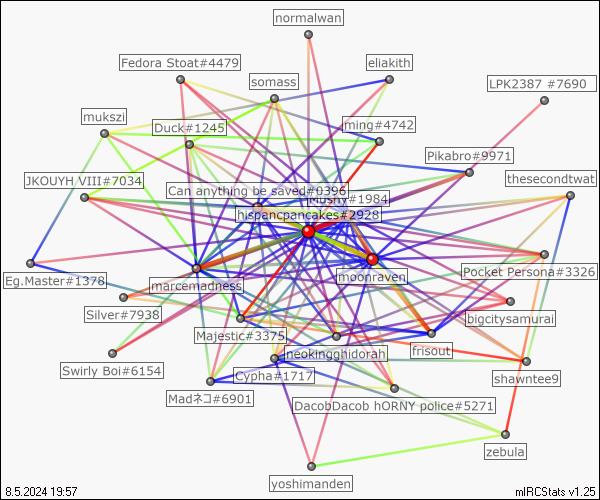 normalwan
Fedora Stoat#4479
eliakith
somass
LPK2387 #7690
mukszi
Duck#1245
ming#4742
Pikabro#9971
JKOUYH VIII#7034
thesecondtwat
Can anything be saved#0396
Mushy#1984
hispancpancakes#2928
Eg.Master#1378
marcemadness
moonraven
Pocket Persona#3326
Silver#7938
bigcitysamurai
Majestic#3375
neokingghidorah
frisout
Swirly Boi#6154
Cypha#1717
shawntee9
Madネコ#6901
DacobDacob hORNY police#5271
zebula
yoshimanden
8.5.2024 19:57
mIRCStats v1.25